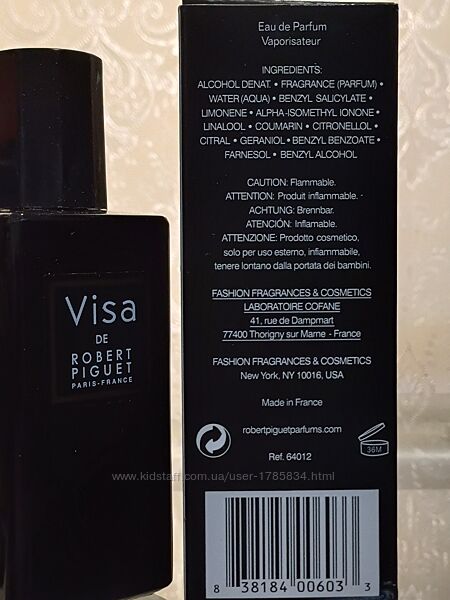 Visa
DE
ROBERT
PIGUET
PARIS-FRANCE
Eau de Parfum
Vaporisateur
INGREDIENTS:
ALCOHOL DENAT. • FRAGRANCE (PARFUM) •
WATER (AQUA) • BENZYL SALICYLATE •
LIMONENE • ALPHA-ISOMETHYL IONONE •
LINALOOL • COUMARIN • CITRONELLOL •
CITRAL • GERANIOL • BENZYL BENZOATE •
FARNESOL • BENZYL ALCOHOL
CAUTION: Flammable.
ATTENTION: Produit inflammable.
ACHTUNG: Brennbar.
ATENCIÓN: Inflamable.
ATTENZIONE: Prodotto cosmetico,
solo per uso esterno, infiammabile,
tenere lontano dalla portata dei bambini.
FASHION FRAGRANCES & COSMETICS
LABORATOIRE COFANE
41, rue de Dampmart
77400 Thorigny sur Marne - France
FASHION FRAGRANCES & COSMETICS
New York, NY 10016, USA
Made in France
robertpiguetparfums.com
36M
Ref. 64012
www.kidstaff.com.ua/user-1785834.html
8 38184 00603 3